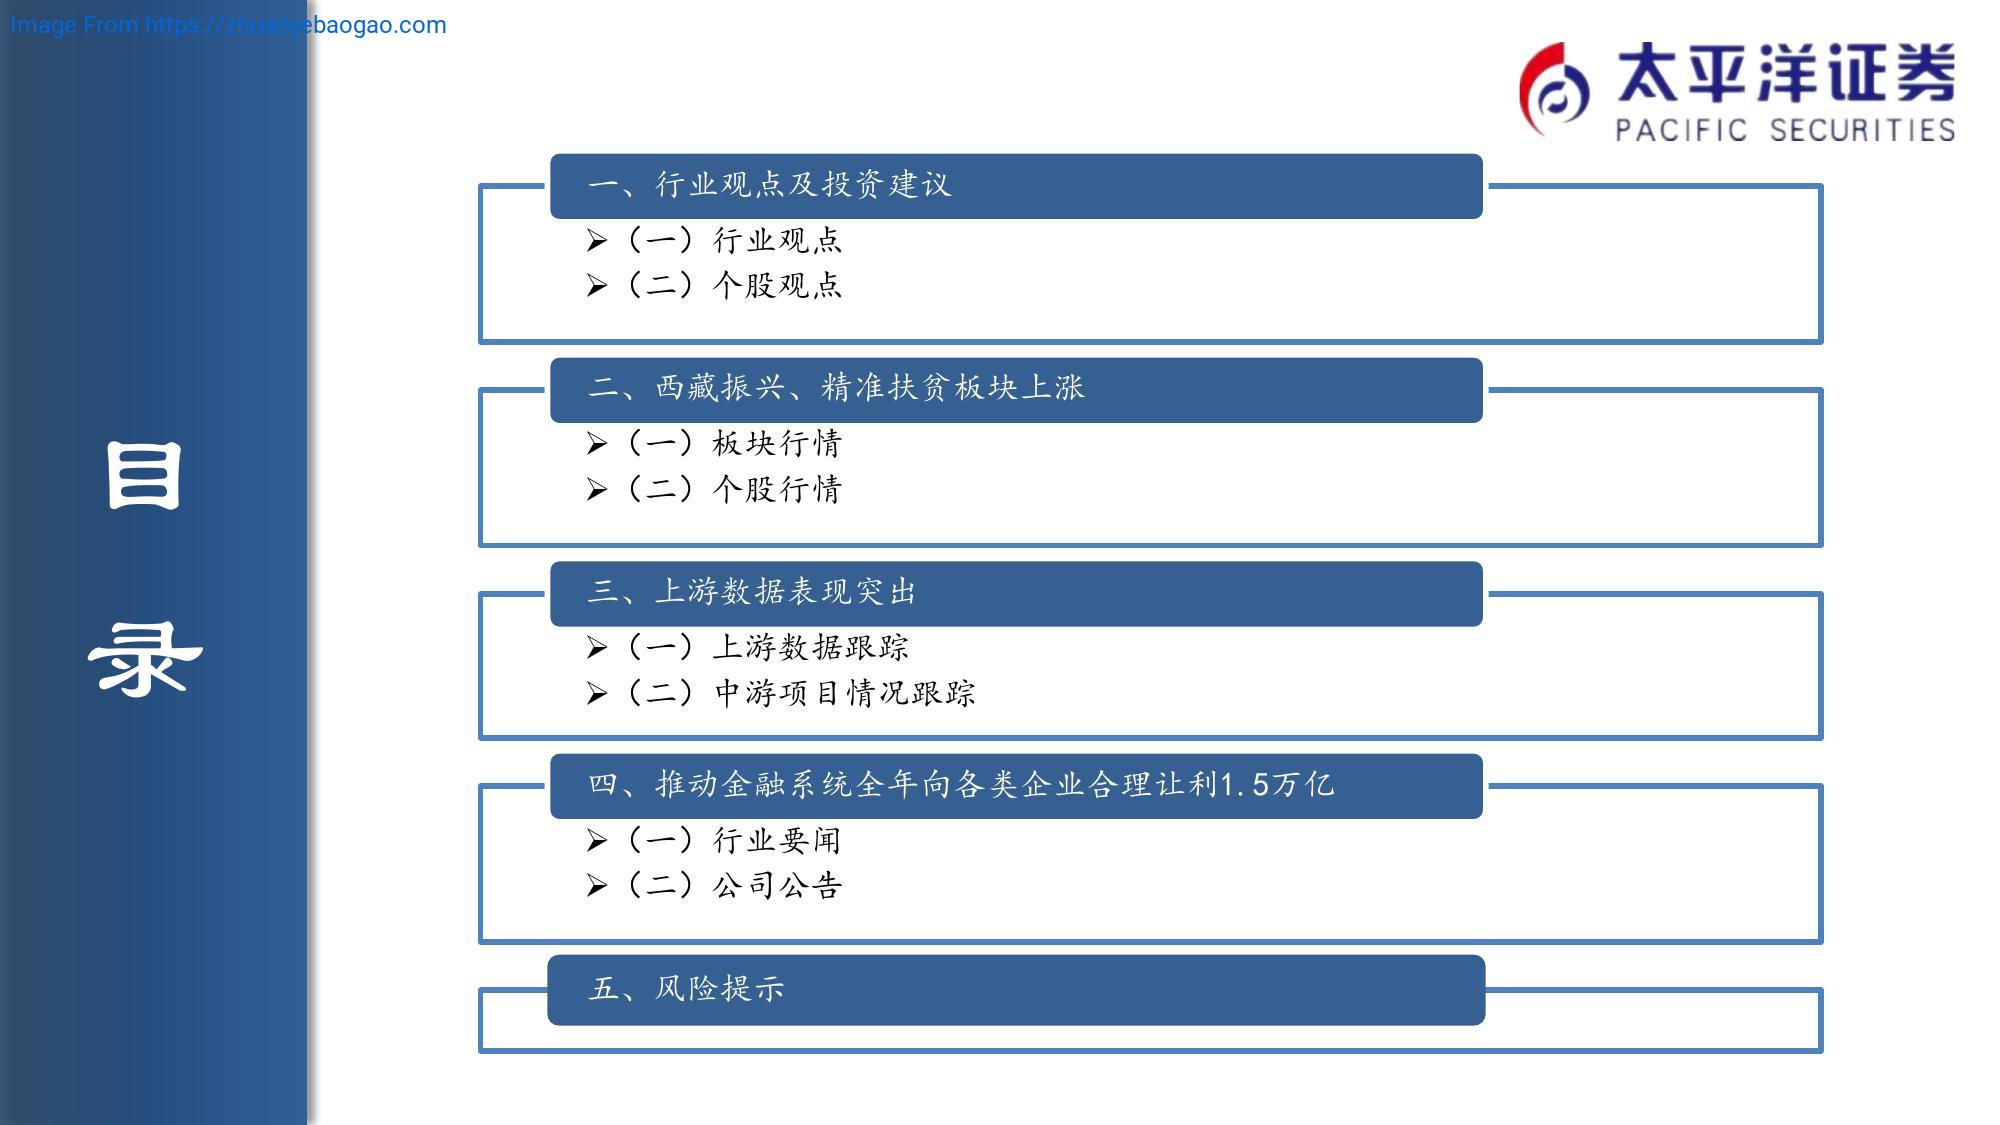 Image From https://zhuanyebaogao.com
太平洋证券
PACIFIC SECURITIES
目
录
一、行业观点及投资建议
（一）行业观点
（二）个股观点
二、西藏振兴、精准扶贫板块上涨
（一）板块行情
（二）个股行情
三、上游数据表现突出
（一）上游数据跟踪
（二）中游项目情况跟踪
四、推动金融系统全年向各类企业合理让利1.5万亿
（一）行业要闻
（二）公司公告
五、风险提示